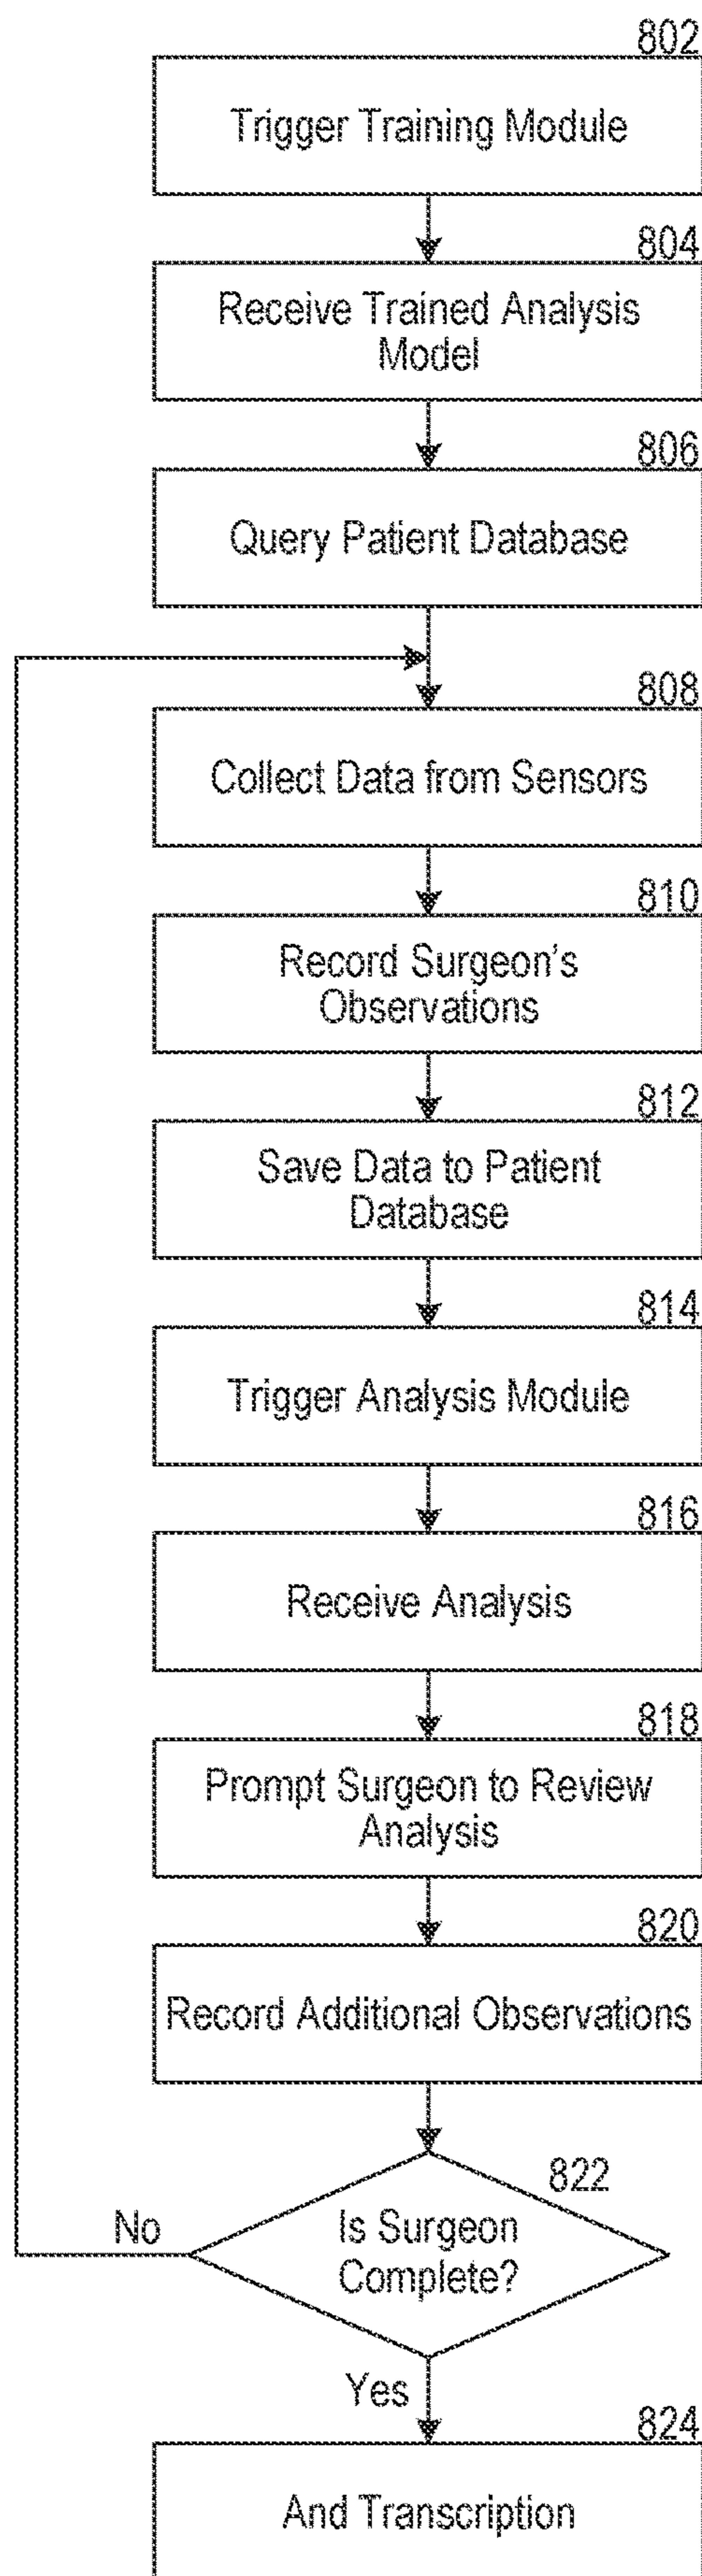 802
Trigger Training Module
804
Receive Trained Analysis
Model
806
Query Patient Database
808
Collect Data from Sensors
810
Record Surgeon's
Observations
812
Save Data to Patient
Database
814
Trigger Analysis Module
816
Receive Analysis
818
Prompt Surgeon to Review
Analysis
820
Record Additional Observations
822
Is Surgeon
Complete?
No
Yes
824
And Transcription